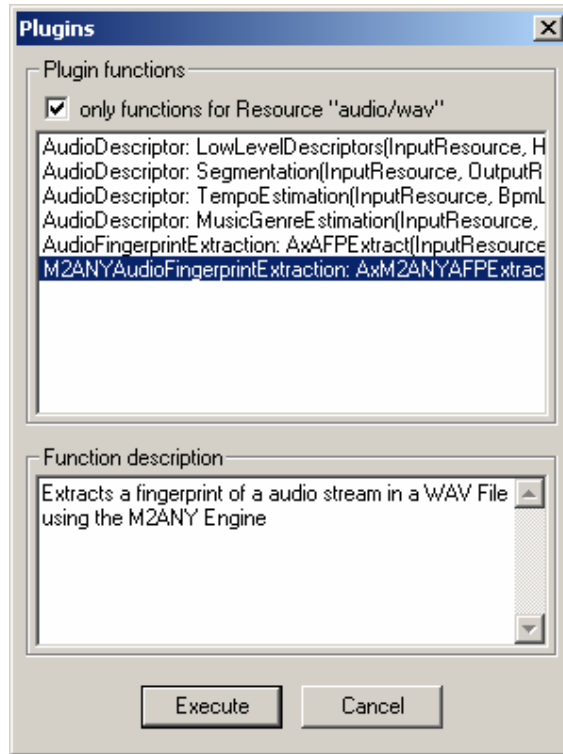 Plugins
Plugin functions
only functions for Resource "audio/wav"
AudioDescriptor: LowLevelDescriptors(InputResource, H
AudioDescriptor: Segmentation(InputResource, OutputR
AudioDescriptor: TempoEstimation(InputResource, BpmL
AudioDescriptor: MusicGenreEstimation(InputResource,
AudioFingerprintExtraction: AxAFPExtract(InputResource
M2ANYAudioFingerprintExtraction: AxM2ANYAFPExtrac
Function description
Extracts a fingerprint of a audio stream in a WAV File
using the M2ANY Engine
Execute Cancel